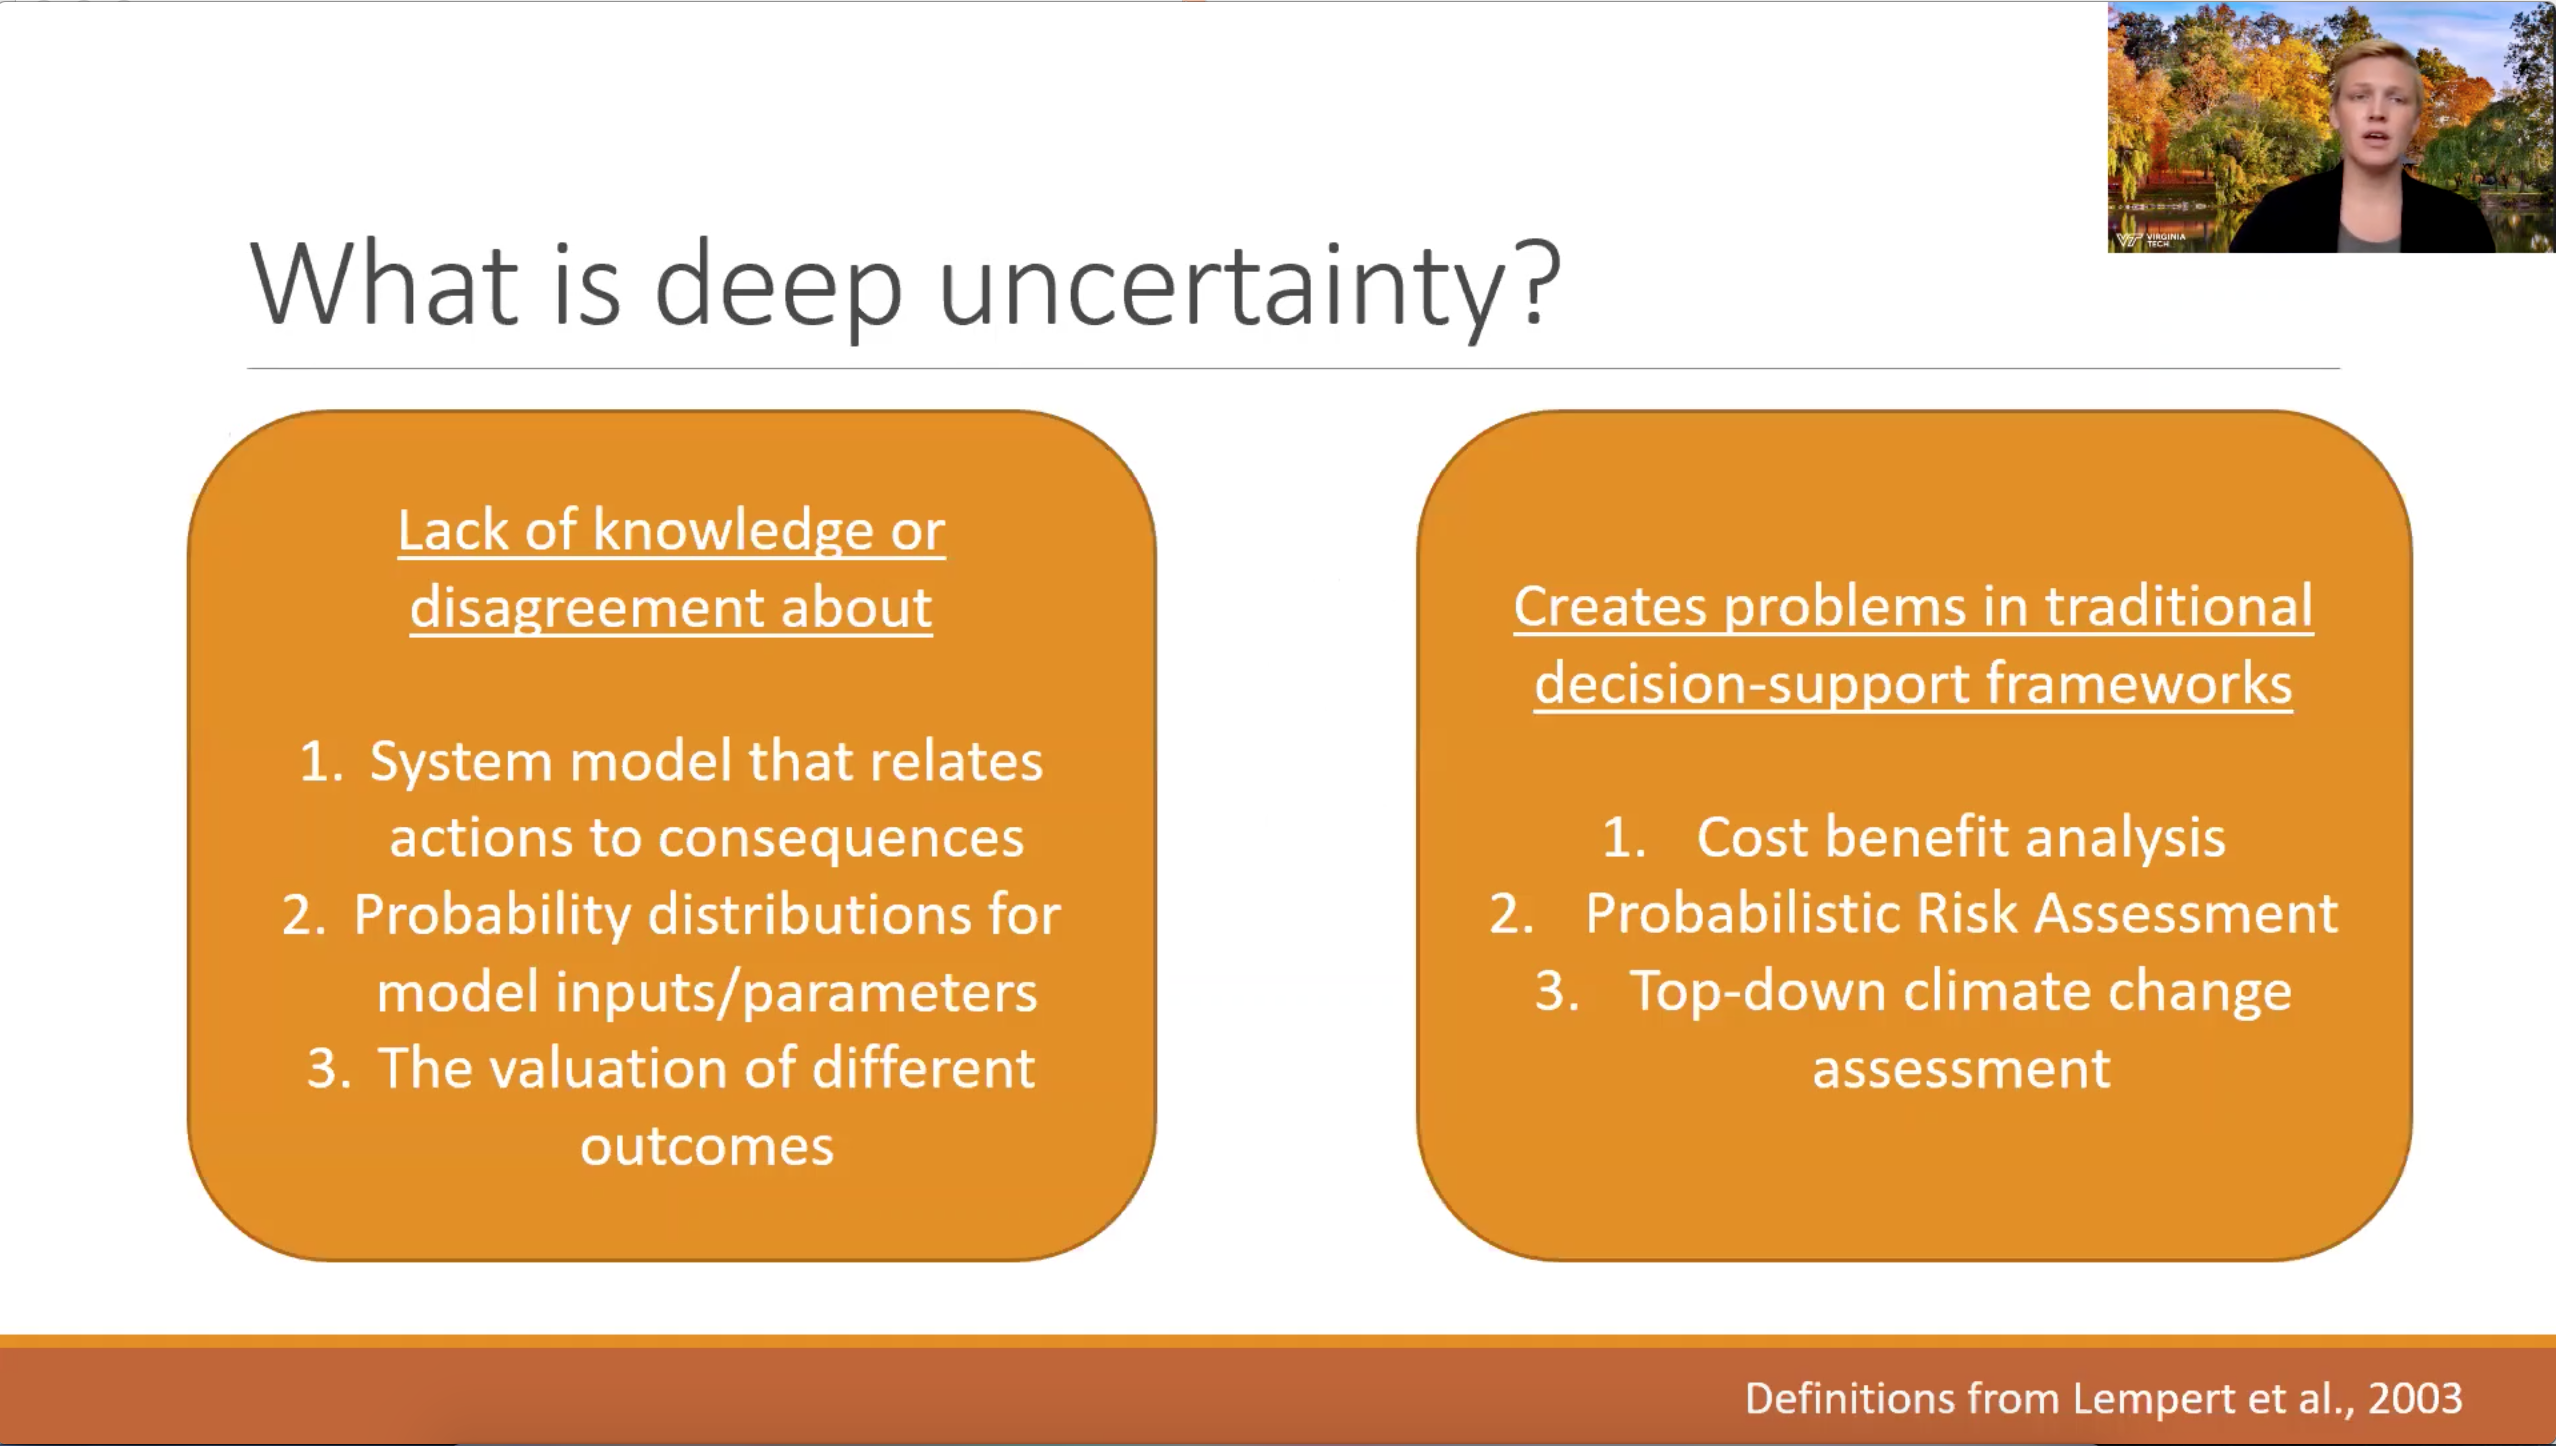 VT VIRGINIA
TECH
What is deep uncertainty?
Lack of knowledge or
disagreement about
1. System model that relates
actions to consequences
2. Probability distributions for
model inputs/parameters
3. The valuation of different
outcomes
Creates problems in traditional
decision-support frameworks
1. Cost benefit analysis
2. Probabilistic Risk Assessment
3. Top-down climate change
assessment
Definitions from Lempert et al., 2003